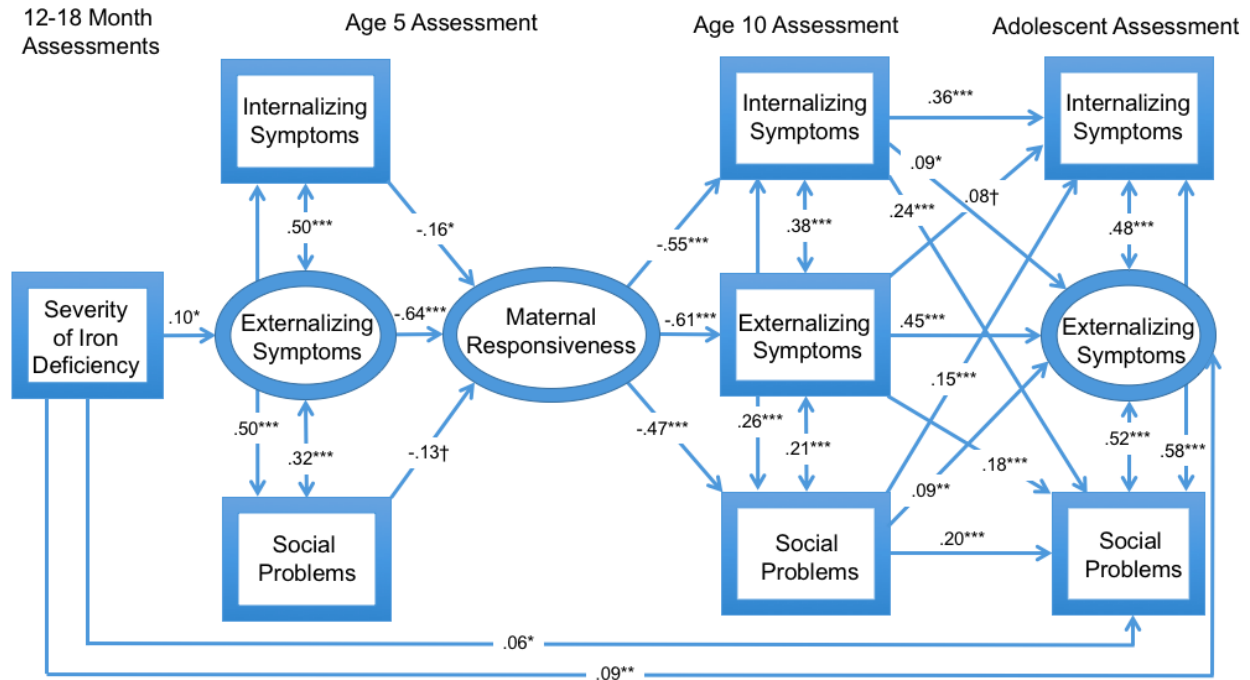 12-18 Month
Assessments
Age 5 Assessment
Age 10 Assessment
Adolescent Assessment
Internalizing
Symptoms
Internalizing
Symptoms
Internalizing
Symptoms
.36***
.09*
.08†
.24***
.50***
-.16*
-.55***
.38***
.48***
Severity
of Iron
Deficiency
.10*
Externalizing
Symptoms
-.64***
Maternal
Responsiveness
-.61***
Externalizing
Symptoms
.45***
Externalizing
Symptoms
.15***
.50***
.32***
-.13†
-.47***
.26***
.21***
.18***
.09**
.52***
.58***
Social
Problems
Social
Problems
.20***
Social
Problems
.06*
.09**